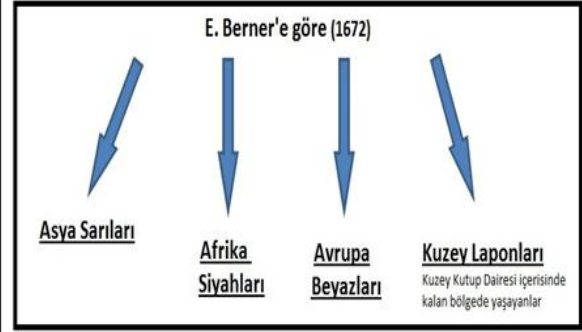 E. Berner'e göre (1672)
Asya Sarıları
Afrika
Siyahları
Avrupa
Beyazları
Kuzey Laponları
Kuzey Kutup Dairesi içerisinde
kalan bölgede yaşayanlar